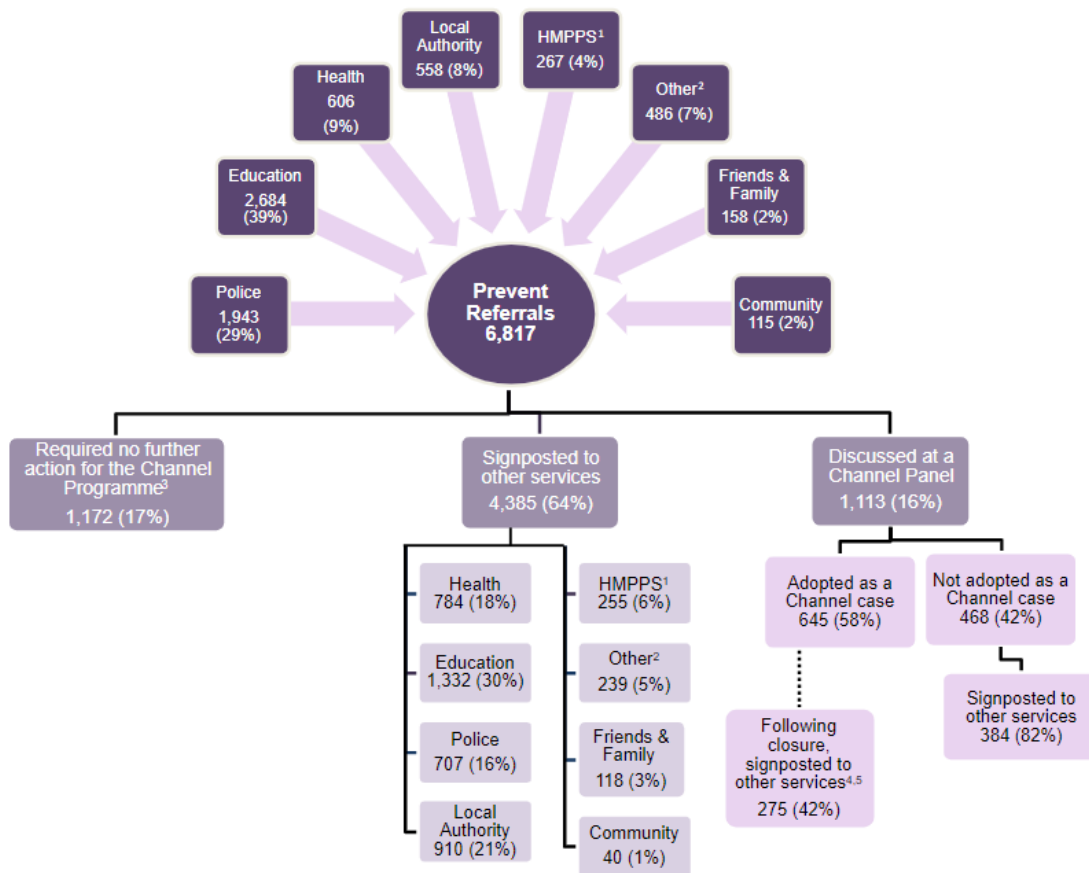 Local
Authority
558 (8%)
HMPPS¹
267 (4%)
Health
606
(9%)
Other²
486 (7%)
Education
2,684
(39%)
Friends &
Family
158 (2%)
Police
1,943
(29%)
Prevent
Referrals
6,817
Community
115 (2%)
Required no further
action for the Channel
Programme³
1,172 (17%)
Signposted to
other services
4,385 (64%)
Discussed at a
Channel Panel
1,113 (16%)
Health
784 (18%)
HMPPS¹
255 (6%)
Education
1,332 (30%)
Other²
239 (5%)
Police
707 (16%)
Friends &
Family
118 (3%)
Local
Authority
910 (21%)
Community
40 (1%)
Adopted as a
Channel case
645 (58%)
Not adopted as a
Channel case
468 (42%)
Following
closure,
signposted to
other services⁴,⁵
275 (42%)
Signposted to
other services
384 (82%)